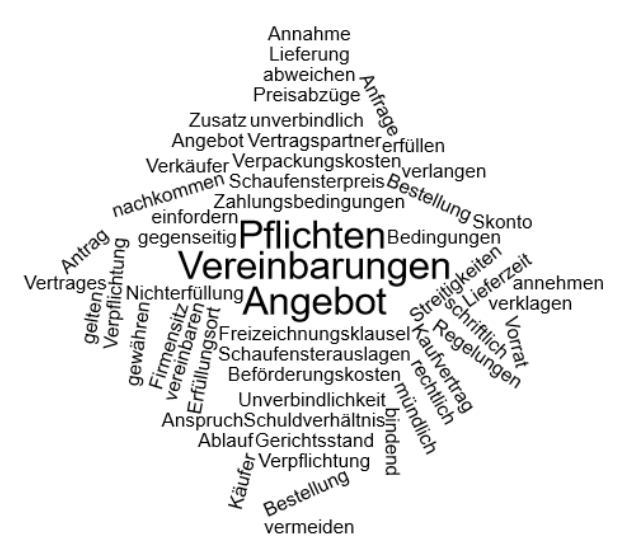 Annahme
Lieferung
abweichen
Preisabzüge
Anfrage
Zusatz
unverbindlich
Angebot
Vertragspartner
erfüllen
Verkäufer
Verpackungskosten
verlangen
nachkommen
Schaufensterpreis
Bestellung
Zahlungsbedingungen
einfordern
Skonto
Antrag
gegenseitig
Pflichten
Bedingungen
Vereinbarungen
Streitigkeiten
Lieferzeit
Vertrages
Verpflichtung
gelten
Nichterfüllung
Angebot
annehmen
verklagen
schriftlich
Vorrat
gewähren
Firmensitz
vereinbaren
Erfüllungsort
Freizeichnungsklausel
Kaufvertrag
Regelungen
Schaufensterauslagen
rechtlich
Beförderungskosten
mündlich
Unverbindlichkeit
Anspruch
Schuldverhältnis
bindend
Ablauf
Gerichtsstand
Käufer
Verpflichtung
Bestellung
vermeiden